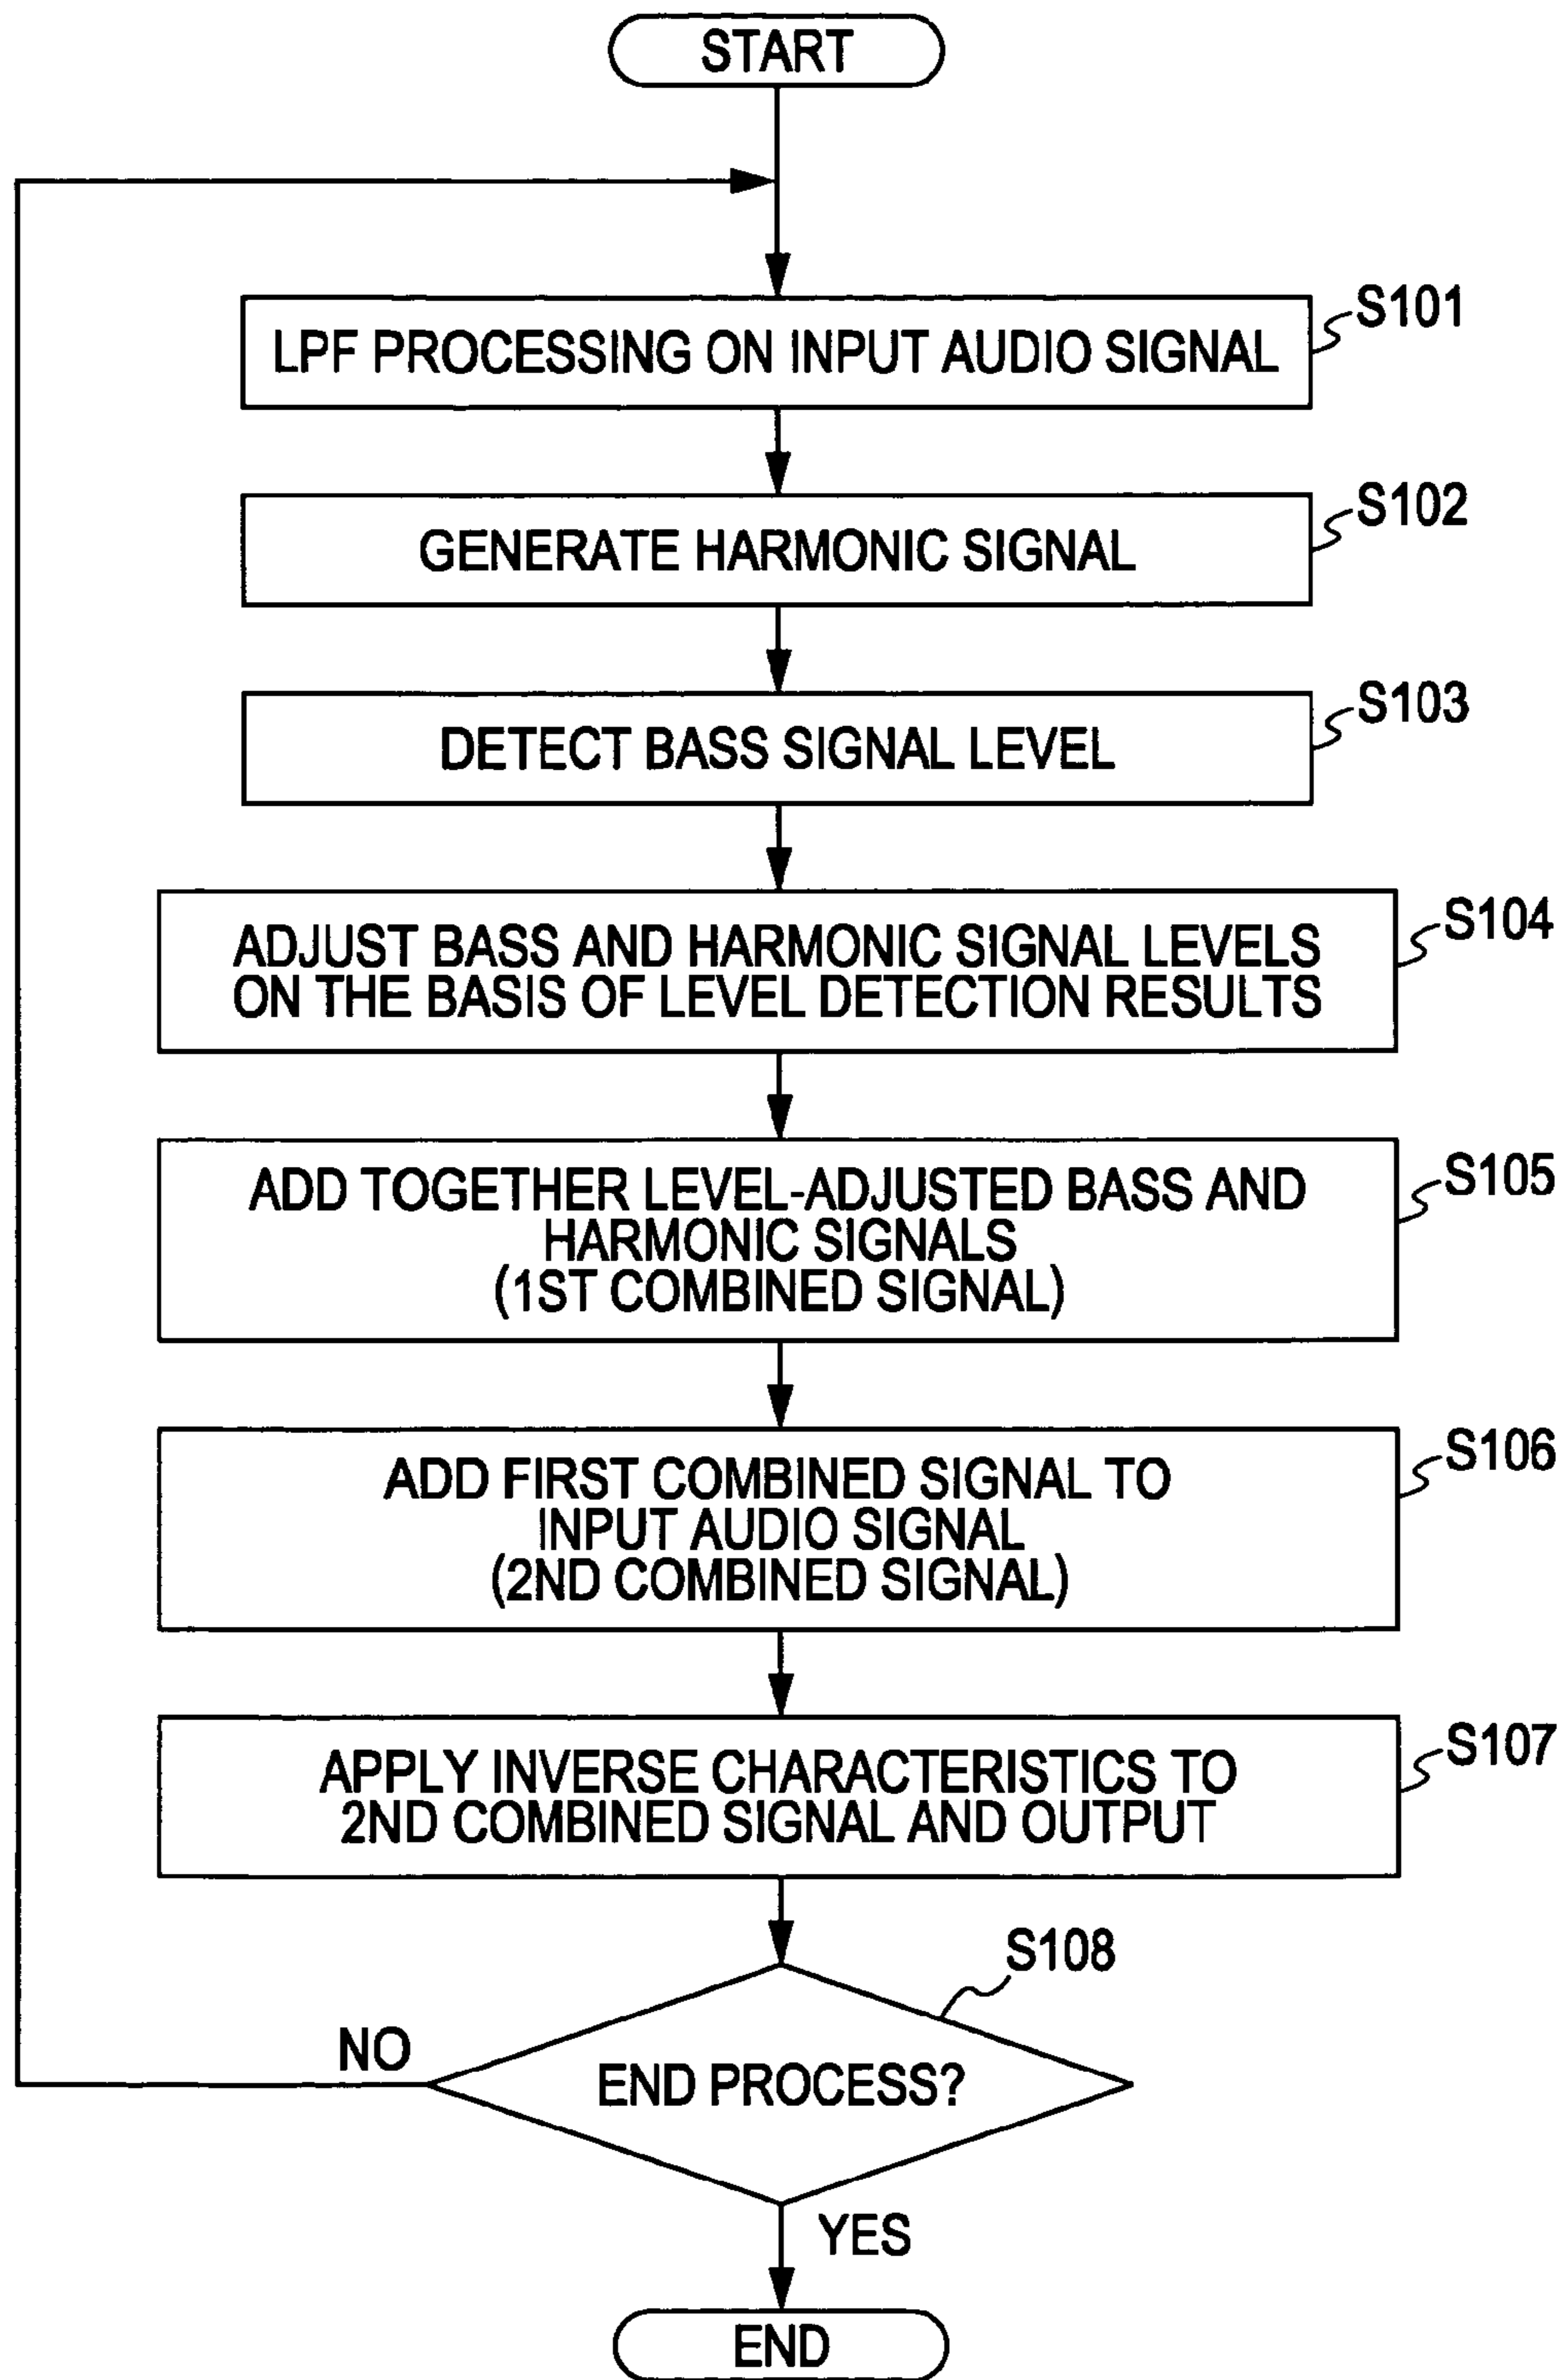 START
LPF PROCESSING ON INPUT AUDIO SIGNAL
S101
GENERATE HARMONIC SIGNAL
S102
DETECT BASS SIGNAL LEVEL
S103
ADJUST BASS AND HARMONIC SIGNAL LEVELS
ON THE BASIS OF LEVEL DETECTION RESULTS
S104
ADD TOGETHER LEVEL-ADJUSTED BASS AND
HARMONIC SIGNALS
(1ST COMBINED SIGNAL)
S105
ADD FIRST COMBINED SIGNAL TO
INPUT AUDIO SIGNAL
(2ND COMBINED SIGNAL)
S106
APPLY INVERSE CHARACTERISTICS TO
2ND COMBINED SIGNAL AND OUTPUT
S107
S108
NO
END PROCESS?
YES
END